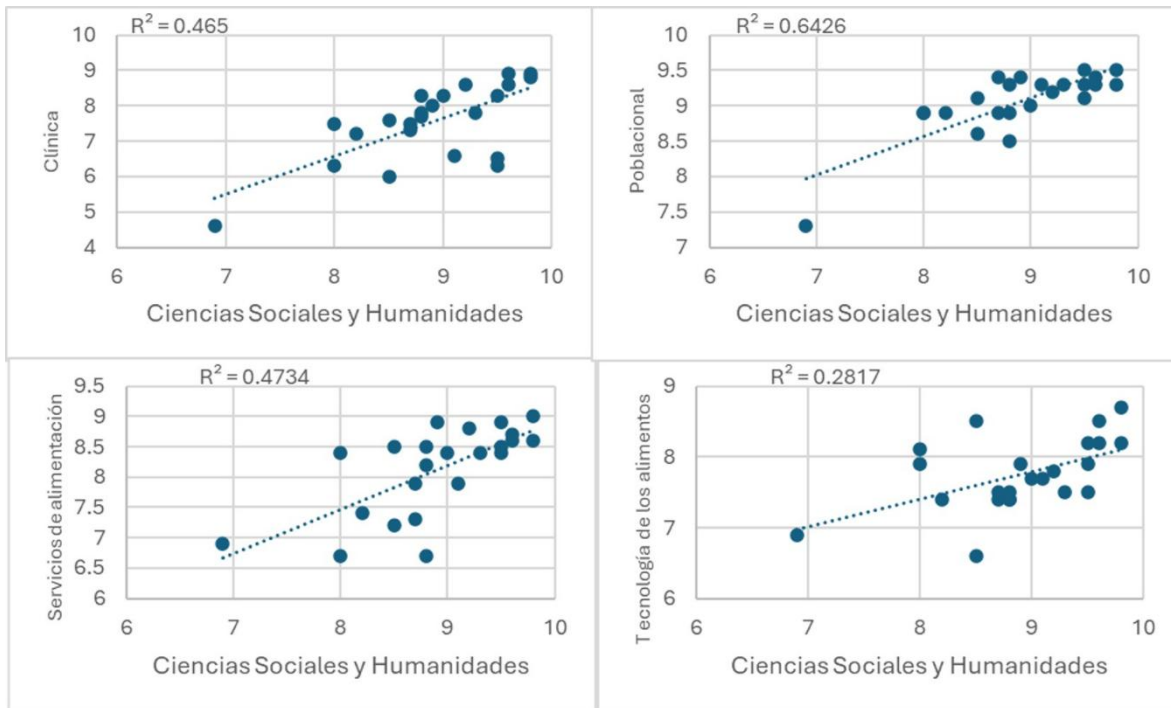 R² = 0.465
Clínica
10
9
8
7
6
5
4
6 7 8 9 10
Ciencias Sociales y Humanidades
R² = 0.6426
Poblacional
10
9.5
9
8.5
8
7.5
7
6 7 8 9 10
Ciencias Sociales y Humanidades
R² = 0.4734
Servicios de alimentación
9.5
9
8.5
8
7.5
7
6.5
6
6 7 8 9 10
Ciencias Sociales y Humanidades
R² = 0.2817
Tecnología de los alimentos
9
8
7
6
6 7 8 9 10
Ciencias Sociales y Humanidades